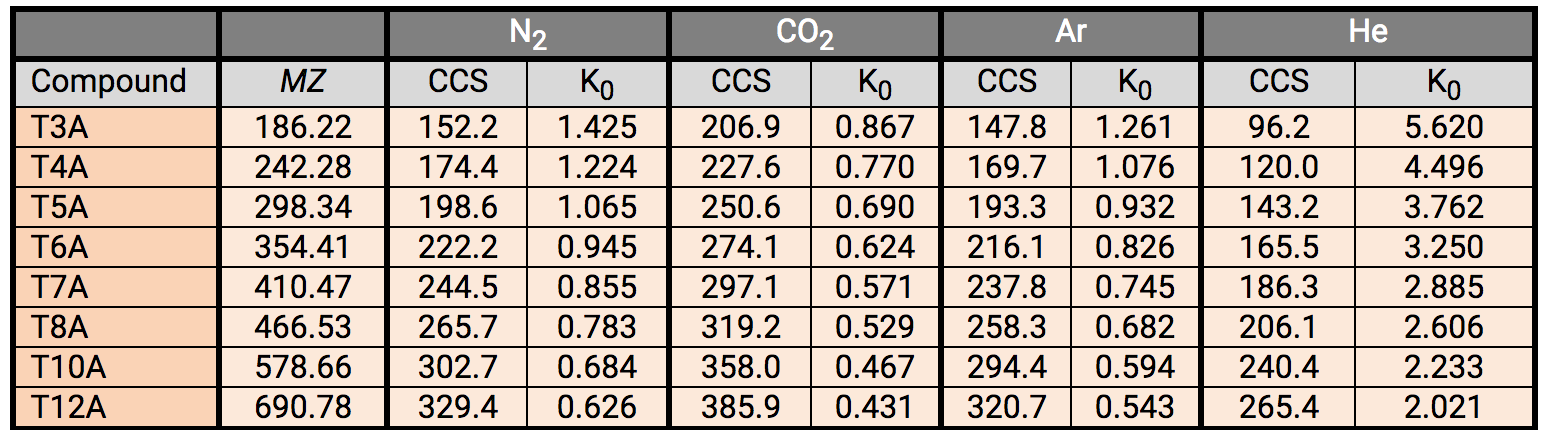 N2 CO2 Ar He
Compound MZ CCS K0 CCS K0 CCS K0 CCS K0
T3A 186.22 152.2 1.425 206.9 0.867 147.8 1.261 96.2 5.620
T4A 242.28 174.4 1.224 227.6 0.770 169.7 1.076 120.0 4.496
T5A 298.34 198.6 1.065 250.6 0.690 193.3 0.932 143.2 3.762
T6A 354.41 222.2 0.945 274.1 0.624 216.1 0.826 165.5 3.250
T7A 410.47 244.5 0.855 297.1 0.571 237.8 0.745 186.3 2.885
T8A 466.53 265.7 0.783 319.2 0.529 258.3 0.682 206.1 2.606
T10A 578.66 302.7 0.684 358.0 0.467 294.4 0.594 240.4 2.233
T12A 690.78 329.4 0.626 385.9 0.431 320.7 0.543 265.4 2.021